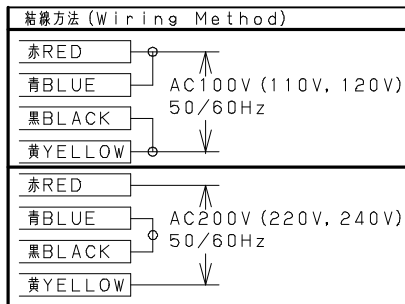 結線方法 (Wiring Method)
赤RED
青BLUE
黒BLACK
黄YELLOW
AC100V (110V, 120V)
50/60Hz
赤RED
青BLUE
黒BLACK
黄YELLOW
AC200V (220V, 240V)
50/60Hz